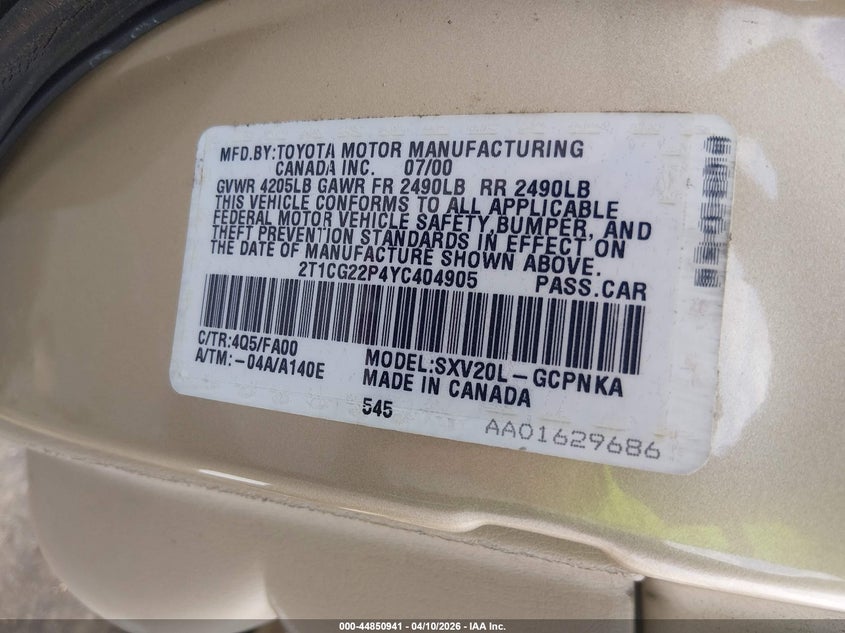 MFD.BY:TOYOTA MOTOR MANUFACTURING
CANADA INC. 07/00
GVWR 4205LB GAWR FR 2490LB RR 2490LB
THIS VEHICLE CONFORMS TO ALL APPLICABLE
FEDERAL MOTOR VEHICLE SAFETY,BUMPER, AND
THEFT PREVENTION STANDARDS IN EFFECT ON
THE DATE OF MANUFACTURE SHOWN ABOVE.
2T1CG22P4YC404905 PASS.CAR
C/TR:4Q5/FA00
A/TM:-04A/A140E
MODEL:SXV20L-GCPNKA
MADE IN CANADA
545
AA01629686
000-44850941 - 04/10/2026 - IAA Inc.